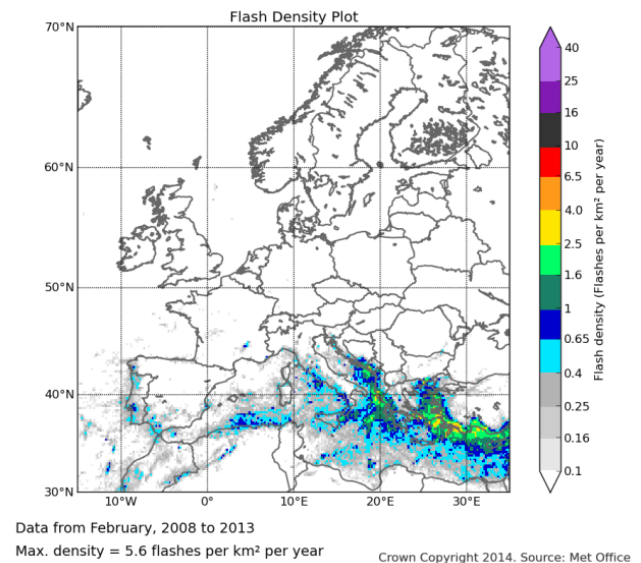 Flash Density Plot
70°N
60°N
50°N
40°N
30°N
10°W 0° 10°E 20°E 30°E
40
25
16
10
6.5
4.0
2.5
1.6
1
0.65
0.4
0.25
0.16
0.1
Flash density (Flashes per km² per year)
Data from February, 2008 to 2013
Max. density = 5.6 flashes per km² per year
Crown Copyright 2014. Source: Met Office